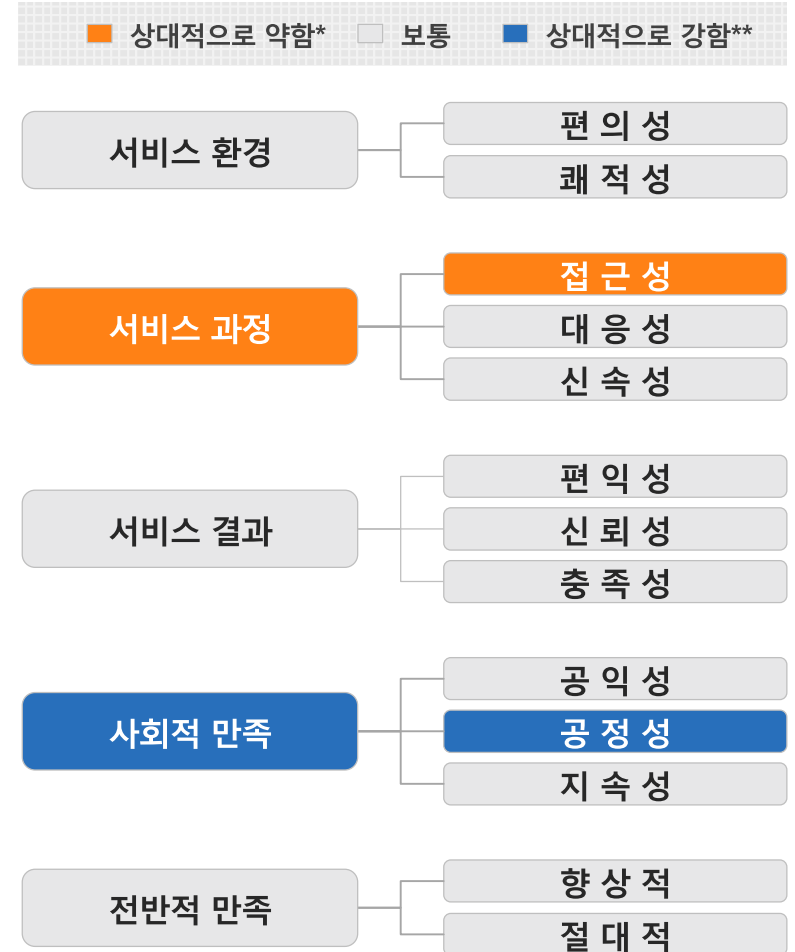 상대적으로 약함* 보통 상대적으로 강함**
서비스 환경
편 의 성
쾌 적 성
서비스 과정
접 근 성
대 응 성
신 속 성
서비스 결과
편 익 성
신 뢰 성
충 족 성
사회적 만족
공 익 성
공 정 성
지 속 성
전반적 만족
향 상 적
절 대 적